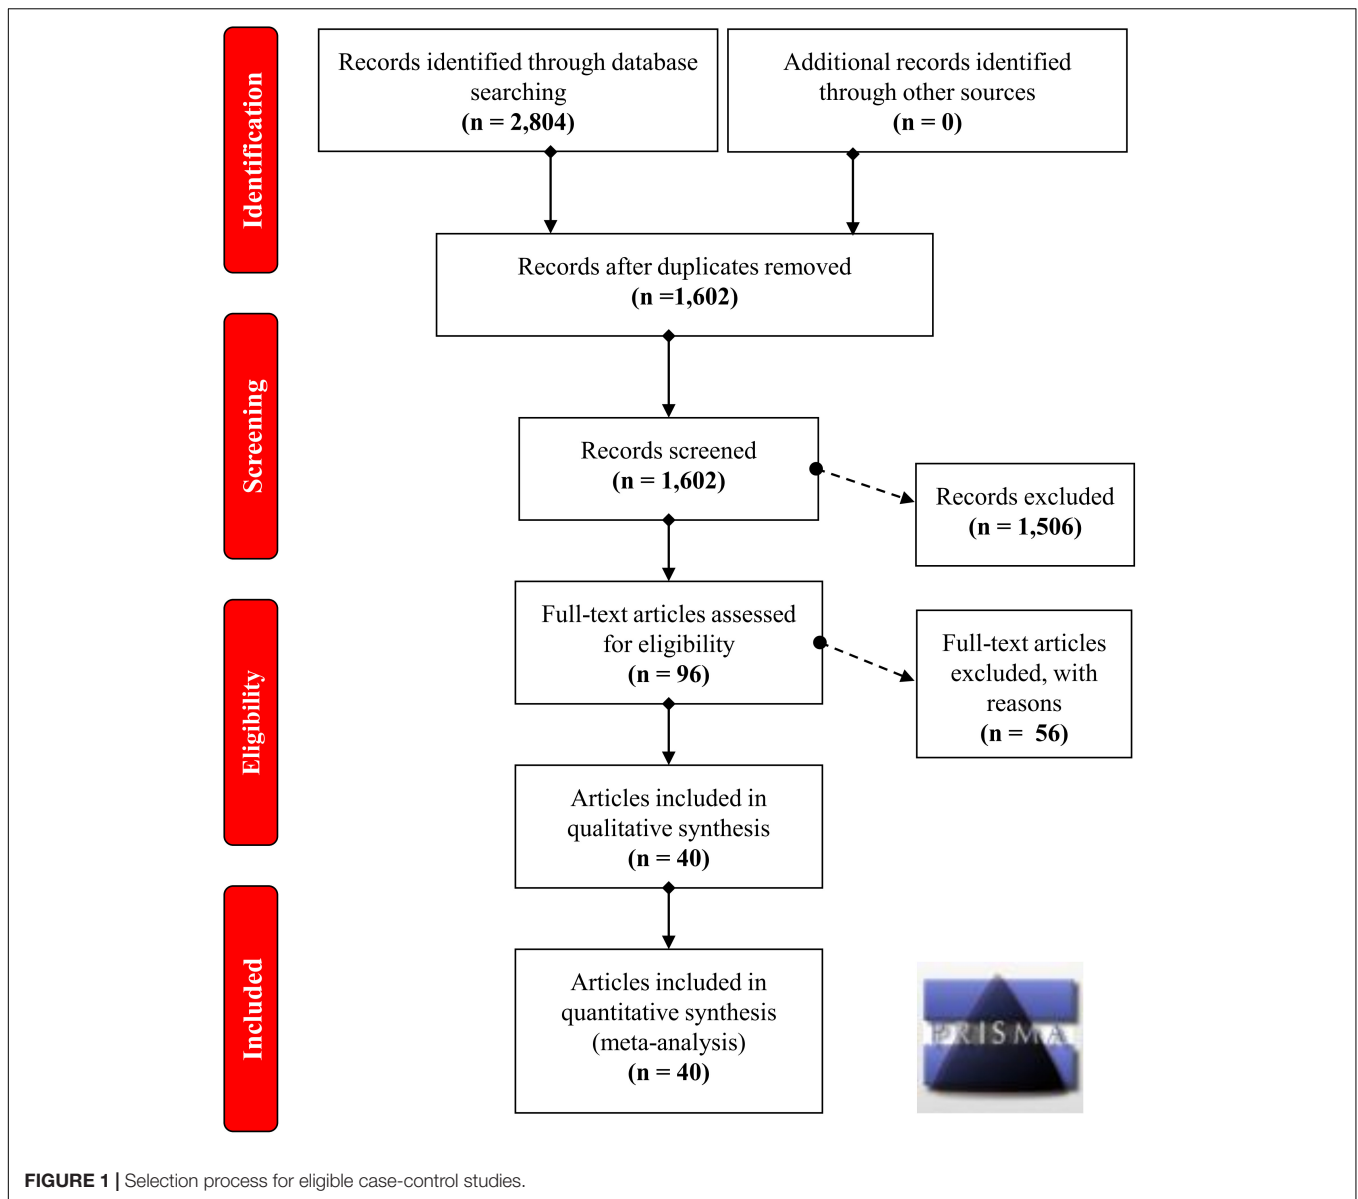 Identification
Records identified through database
searching
(n = 2,804)
Additional records identified
through other sources
(n = 0)
Records after duplicates removed
(n =1,602)
Screening
Records screened
(n = 1,602)
Records excluded
(n = 1,506)
Eligibility
Full-text articles assessed
for eligibility
(n = 96)
Full-text articles
excluded, with
reasons
(n =  56)
Articles included in
qualitative synthesis
(n = 40)
Included
Articles included in
quantitative synthesis
(meta-analysis)
(n = 40)
PRISMA
FIGURE 1 | Selection process for eligible case-control studies.